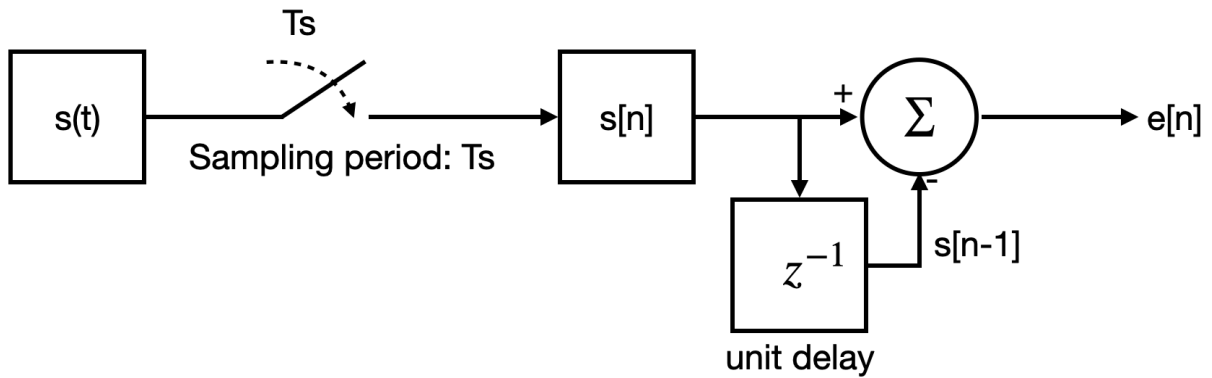 Ts
s(t)
s[n]
+
Σ
e[n]
Sampling period: Ts
-
z⁻¹
s[n-1]
unit delay